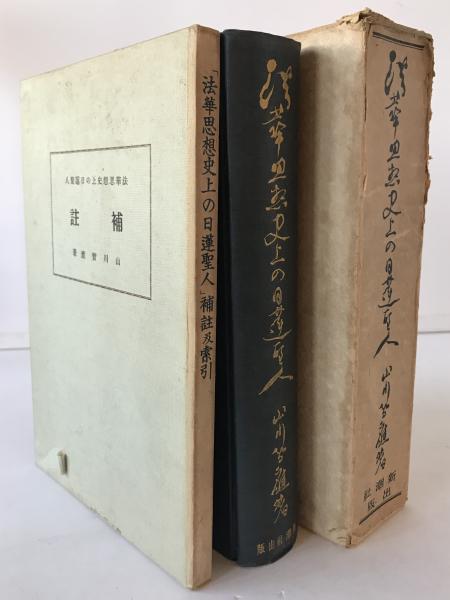 人聖蓮日の上史想思華法
註補
著應智川山
「法華思想史上の日蓮聖人」補註及索引
法華思想史上の日蓮聖人 山川智應著
潮社出版
法華思想史上の日蓮聖人 山川智應著
新潮社
出版